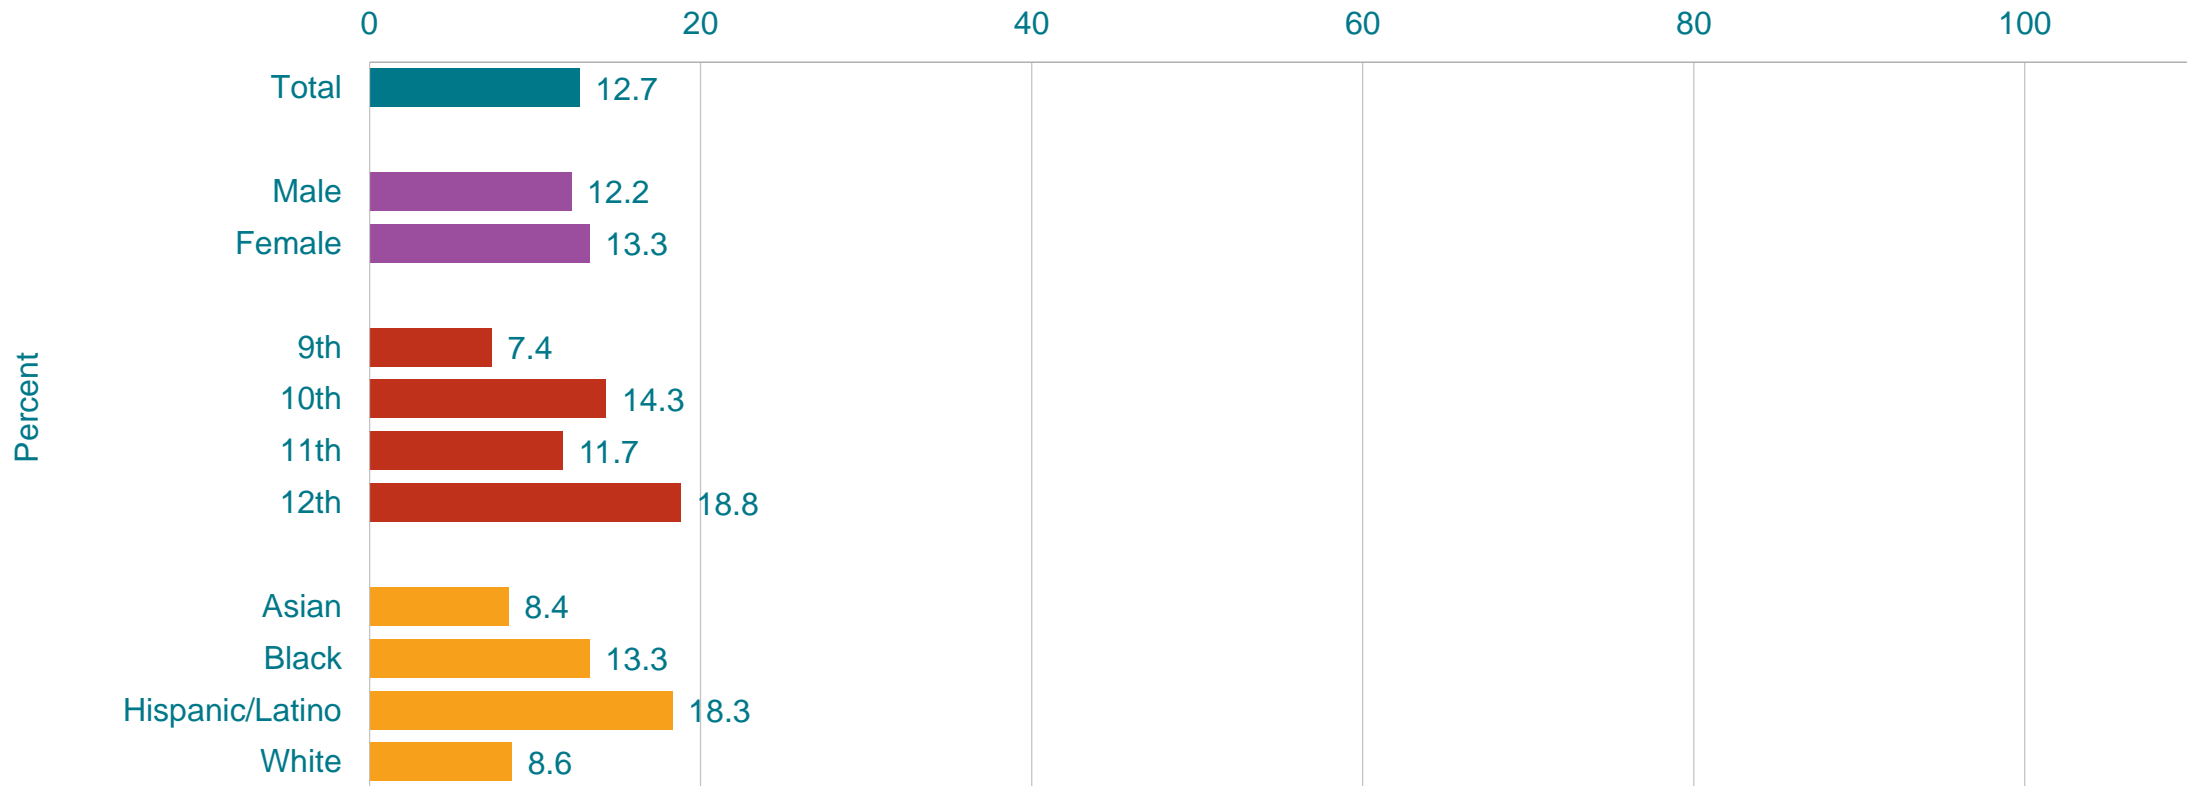 0 20 40 60 80 100
Percent
Total 12.7
Male 12.2
Female 13.3
9th 7.4
10th 14.3
11th 11.7
12th 18.8
Asian 8.4
Black 13.3
Hispanic/Latino 18.3
White 8.6